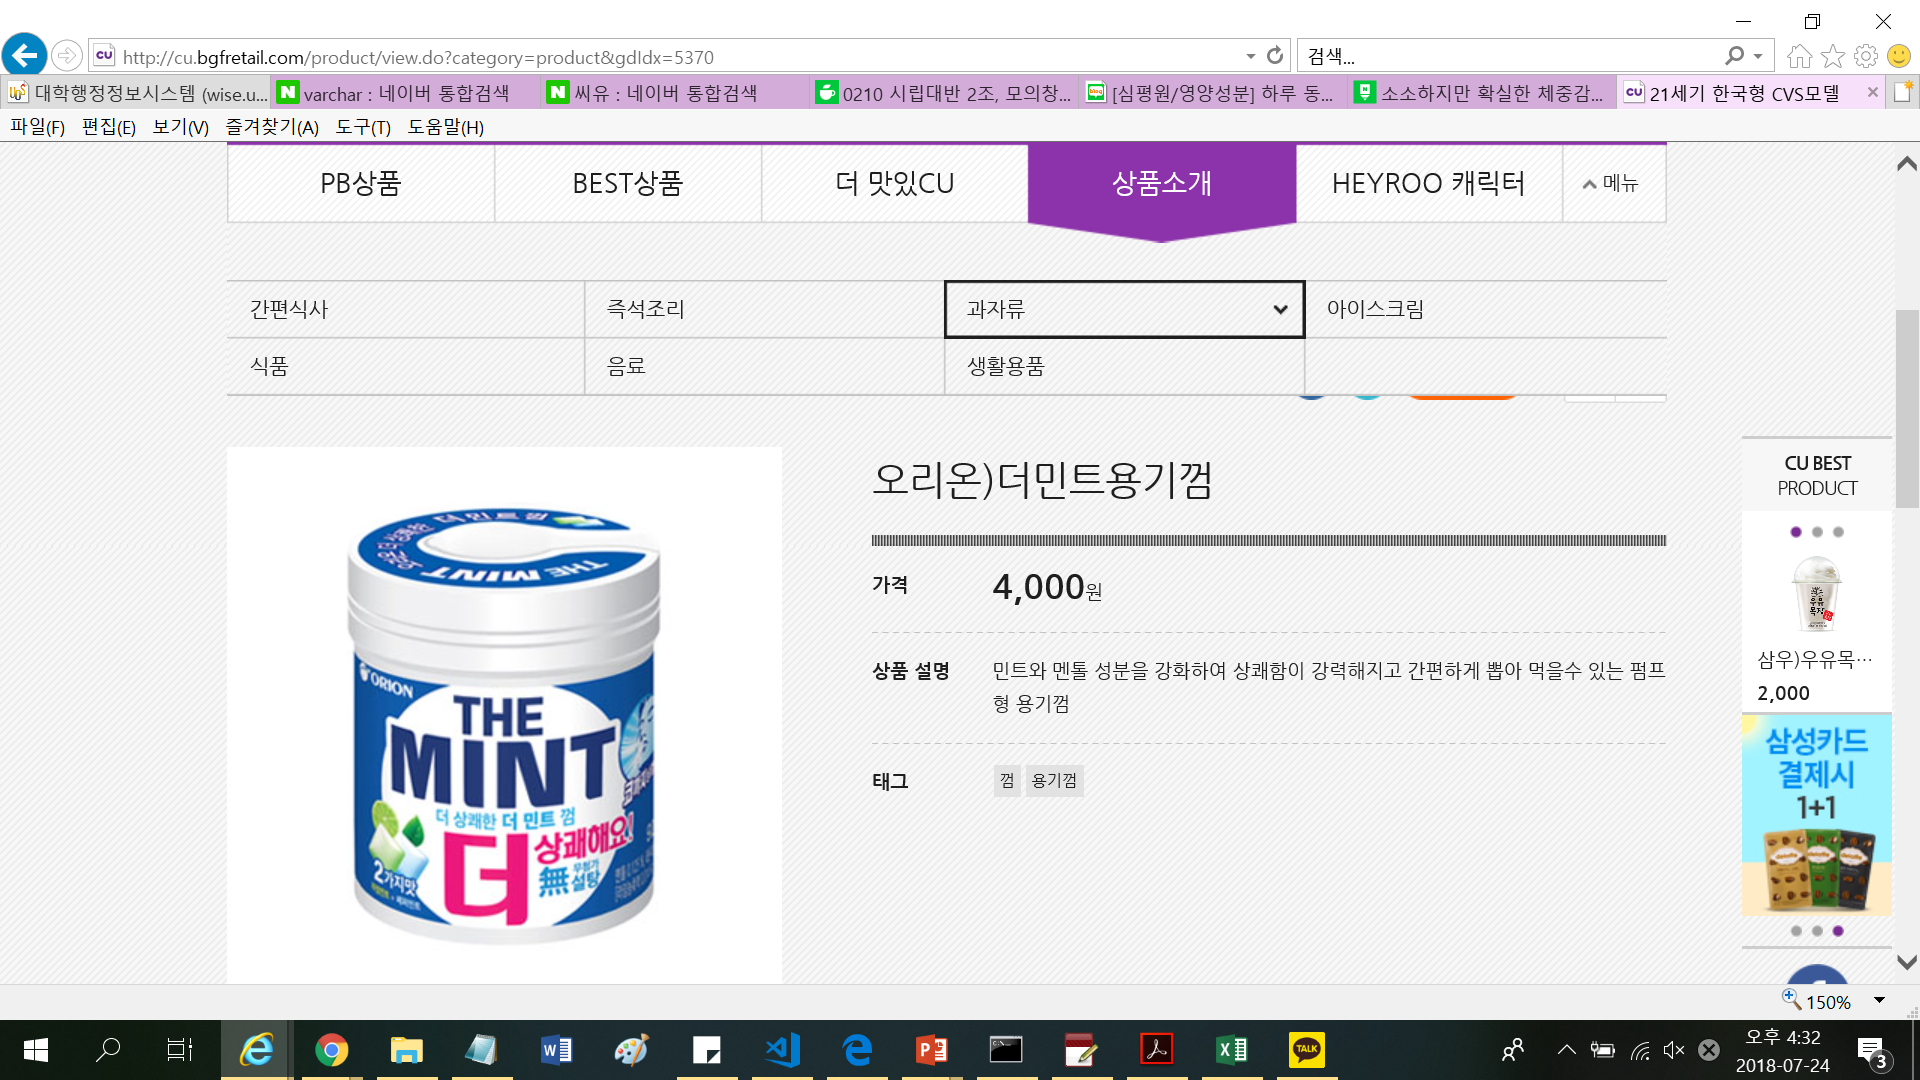 http://cu.bgfretail.com/product/view.do?category=product&gdIdx=5370
검색...
대학행정정보시스템 (wise.u...
varchar : 네이버 통합검색
씨유 : 네이버 통합검색
0210 시립대반 2조, 모의창...
[심평원/영양성분] 하루 동...
소소하지만 확실한 체중감...
CU 21세기 한국형 CVS모델
파일(F) 편집(E) 보기(V) 즐겨찾기(A) 도구(T) 도움말(H)
PB상품 BEST상품 더 맛있CU 상품소개 HEYROO 캐릭터 메뉴
간편식사 즉석조리 과자류 아이스크림
식품 음료 생활용품
오리온)더민트용기껌
가격 4,000원
상품 설명 민트와 멘톨 성분을 강화하여 상쾌함이 강력해지고 간편하게 뽑아 먹을수 있는 펌프
형 용기껌
태그 껌 용기껌
THE MINT
ORION
THE
MINT
더 상쾌한 더 민트 껌
더 상쾌해요!
無 설탕
2가지맛
CU BEST
PRODUCT
우유
삼우)우유목…
2,000
삼성카드
결제시
1+1
150%
TALK
오후 4:32
2018-07-24
3